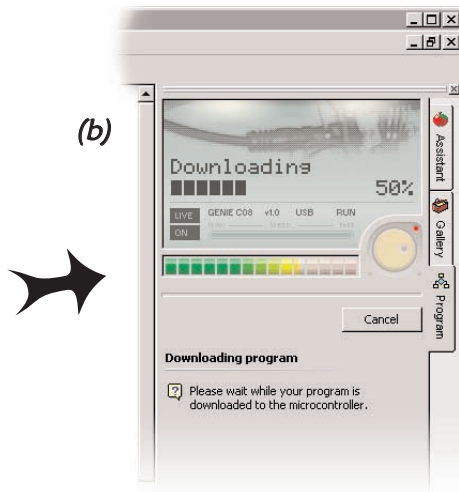 (b)
Downloading
50%
LIVE GENIE C08 v1.0 USB RUN
ON
Assistant
Gallery
Program
Cancel
Downloading program
Please wait while your program is
downloaded to the microcontroller.